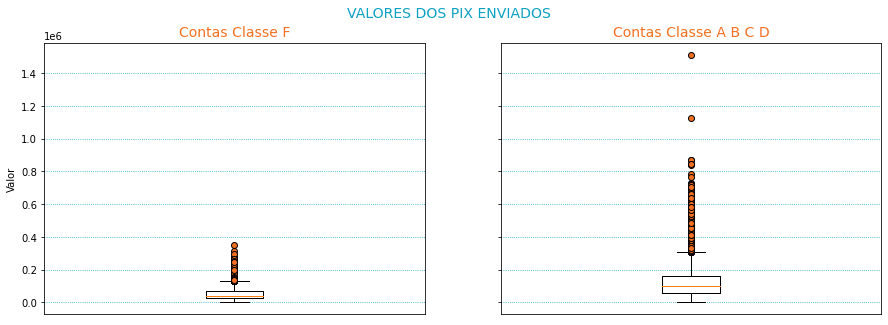 VALORES DOS PIX ENVIADOS
Contas Classe F
Contas Classe A B C D
1e6
1.4
1.2
1.0
0.8
0.6
0.4
0.2
0.0
Valor